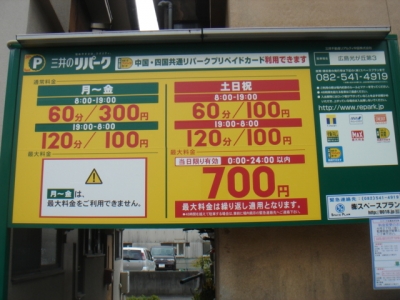 P 三井のリパーク
中国・四国共通リパークプリペイドカード利用できます
通常料金
月〜金
8:00-19:00
60分/300円
19:00-8:00
120分/100円
最大料金
月〜金は
最大料金をご利用できません。
土日祝
8:00-19:00
60分/100円
19:00-8:00
120分/100円
最大料金
当日限り有効 0:00-24:00以内
700円
最大料金は繰り返し適用となります。
082-541-4919
http://www.repark.jp